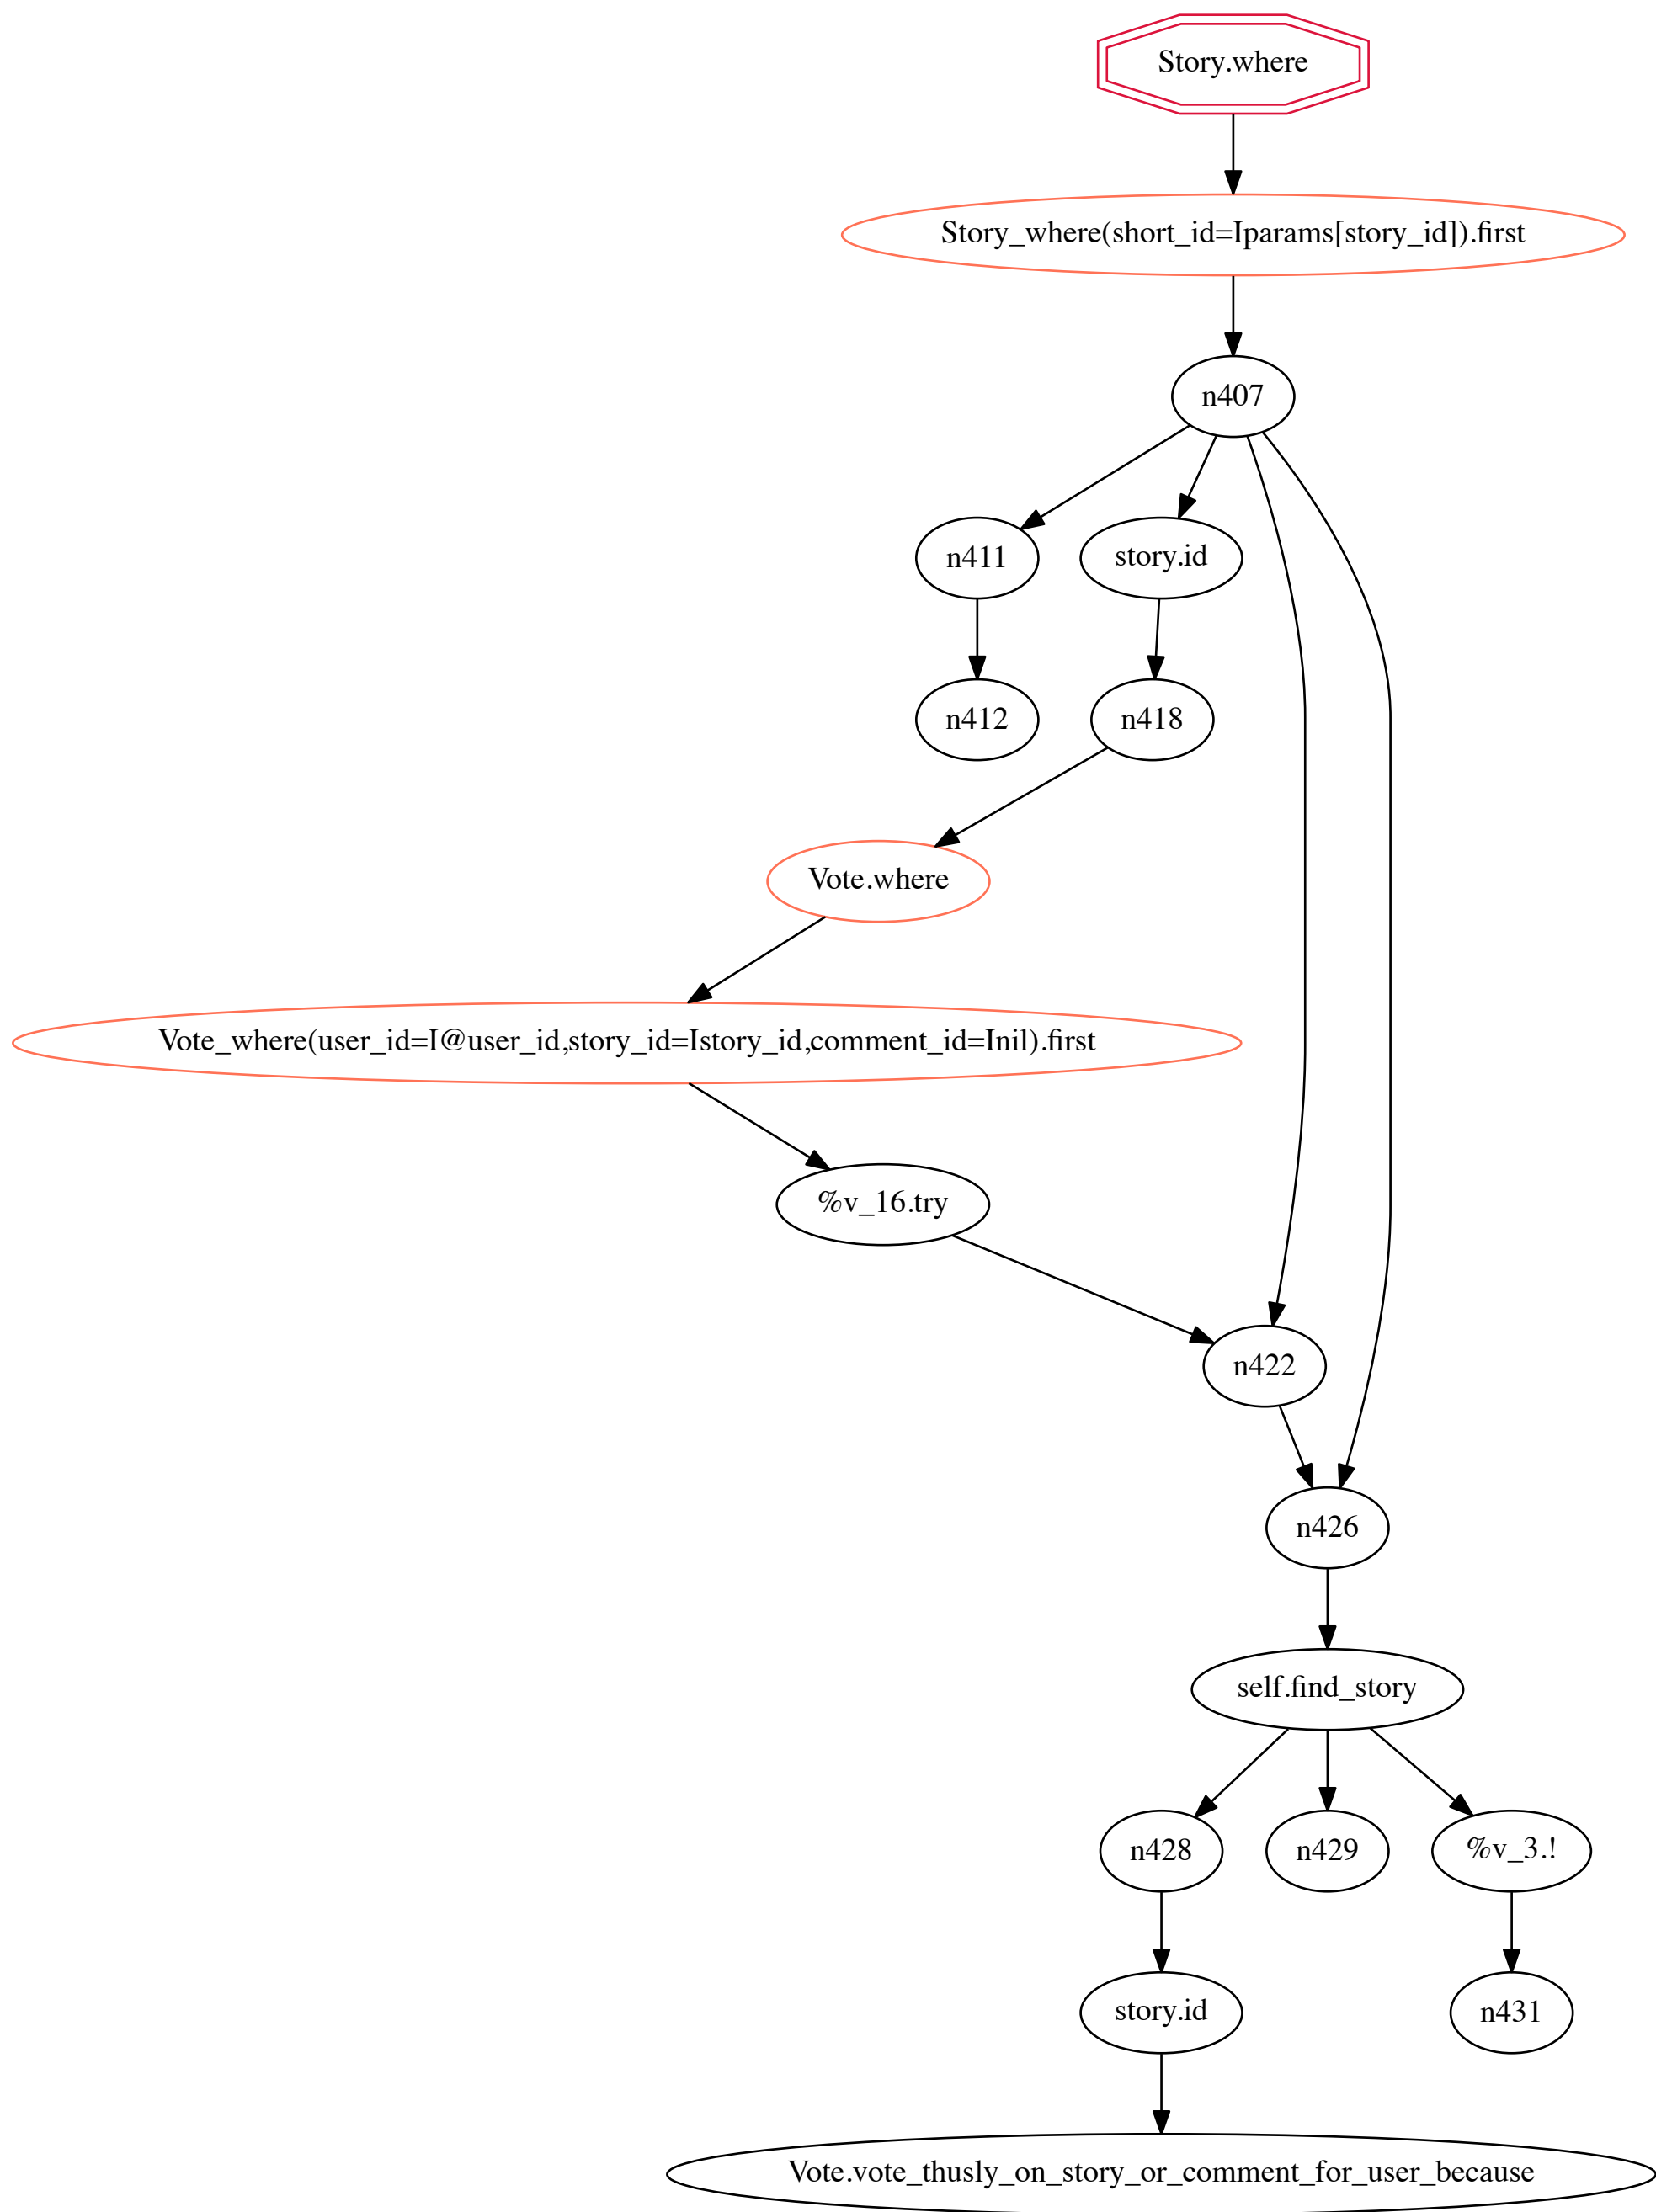 Story.where
Story_where(short_id=Iparams[story_id]).first
n407
n411
story.id
n412
n418
Vote.where
Vote_where(user_id=I@user_id,story_id=Istory_id,comment_id=Inil).first
%v_16.try
n422
n426
self.find_story
n428
n429
%v_3.!
story.id
n431
Vote.vote_thusly_on_story_or_comment_for_user_because